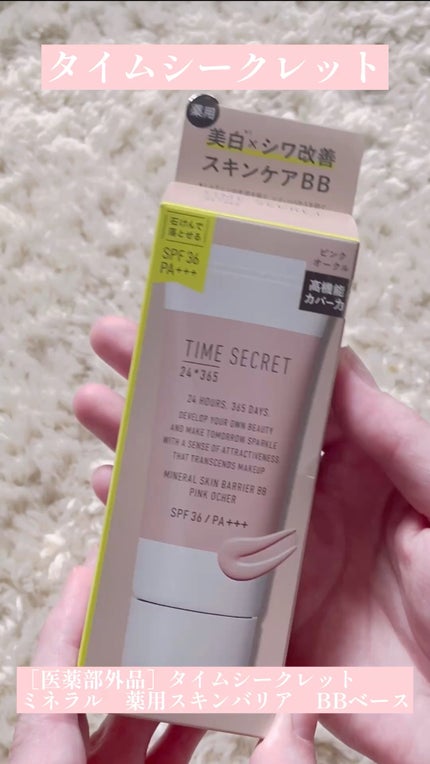 タイムシークレット
薬用
美白×シワ改善
スキンケアBB
石けんで
落とせる
SPF36
PA+++
ピンク
オークル
高機能
カバー力
TIME SECRET
24*365
24 HOURS. 365 DAYS.
DEVELOP YOUR OWN BEAUTY
AND MAKE TOMORROW SPARKLE
WITH A SENSE OF ATTRACTIVENESS
THAT TRANSCENDS MAKEUP
MINERAL SKIN BARRIER BB
PINK OCHER
SPF 36 / PA+++
［医薬部外品］タイムシークレット
ミネラル　薬用スキンバリア　BBベース